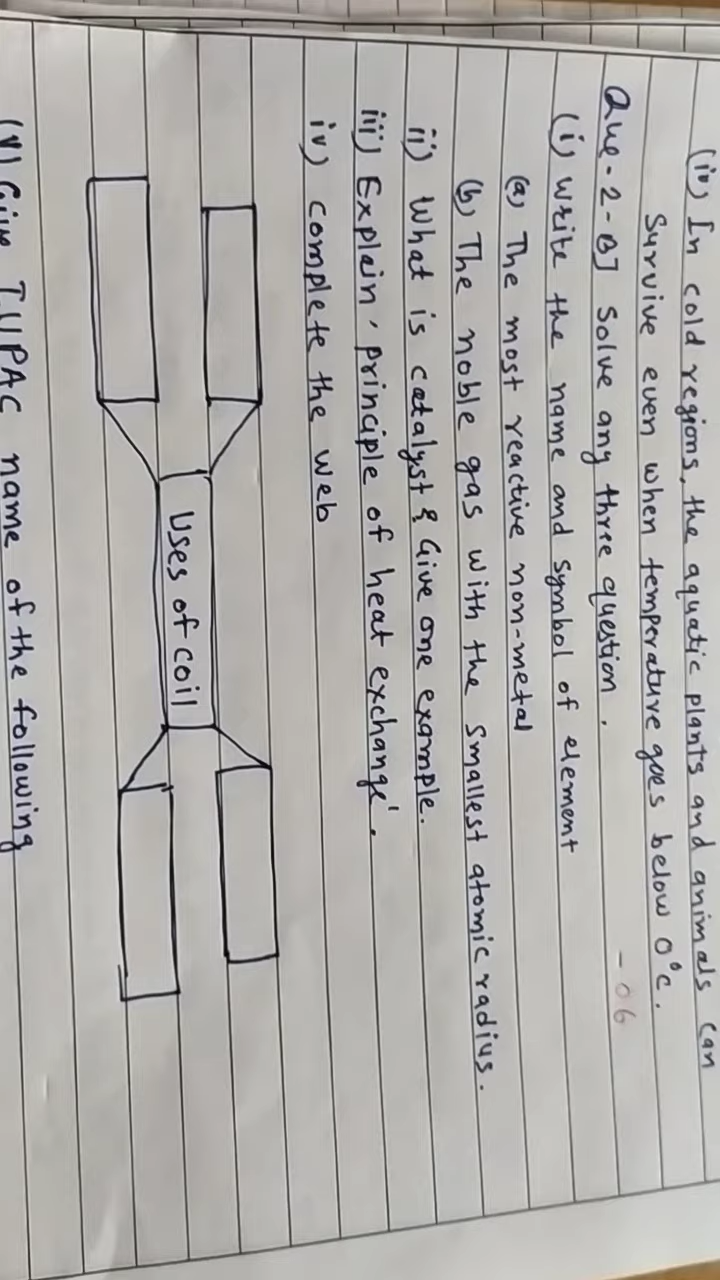 (iv) In cold regions, the aquatic plants and animals can
survive even when temperature goes below 0°c.
Que-2-B] Solve any three question. - 06
(i) Write the name and symbol of element
(a) The most reactive non-metal
(b) The noble gas with the smallest atomic radius.
ii) What is catalyst & Give one example.
iii) Explain 'principle of heat exchange'.
iv) complete the web
Uses of coil
(v) Give I.U.PAC name of the following